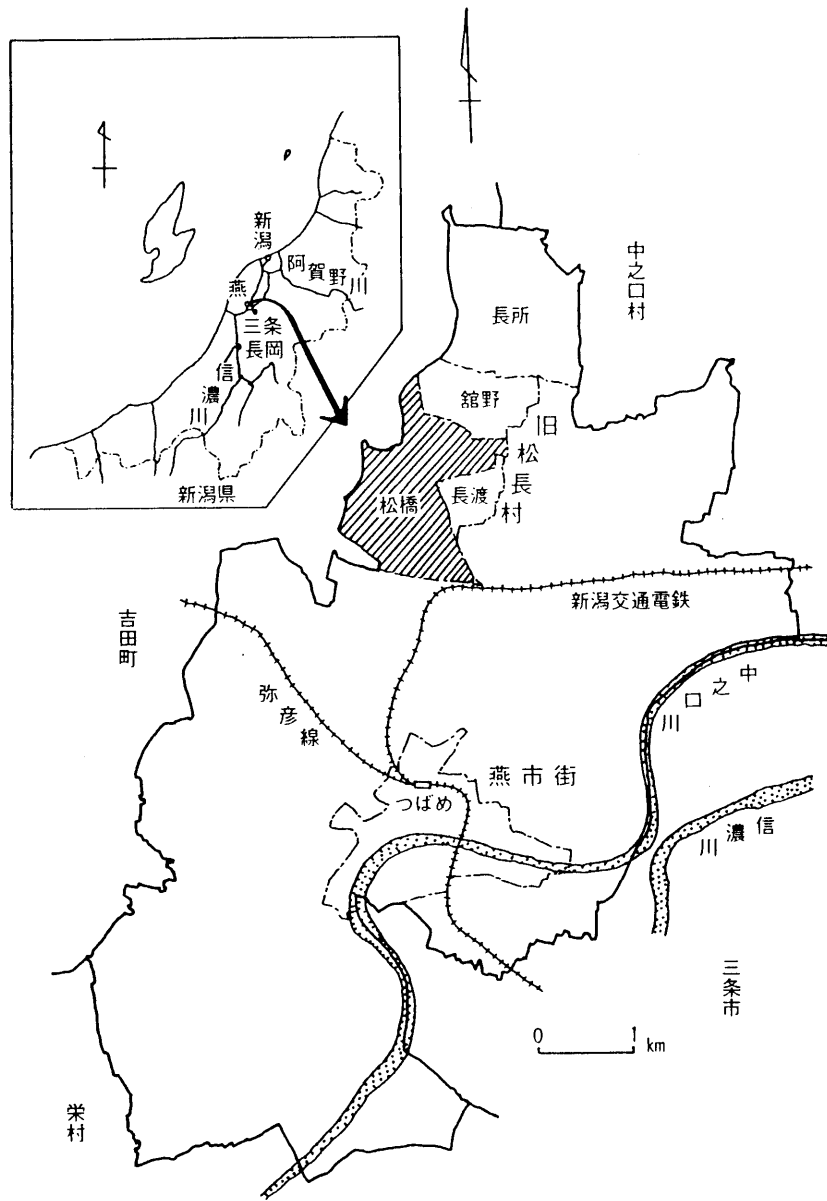 新潟
阿賀野川
燕
三条
長岡
信濃川
新潟県
中之口村
長所
舘野
旧松長村
松橋
長渡
新潟交通電鉄
吉田町
弥彦線
中之口川
燕市街
つばめ
信濃川
三条市
0 1 km
栄村